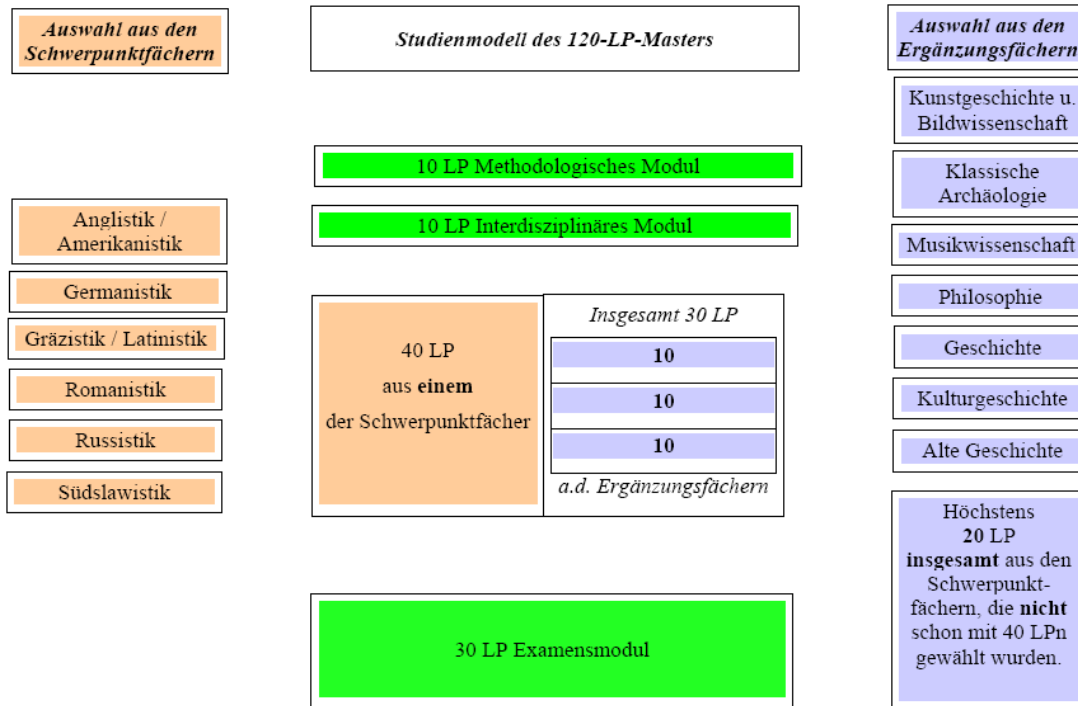 Auswahl aus den
Schwerpunktfächern
Anglistik /
Amerikanistik
Germanistik
Gräzistik / Latinistik
Romanistik
Russistik
Südslawistik
Studienmodell des 120-LP-Masters
10 LP Methodologisches Modul
10 LP Interdisziplinäres Modul
40 LP
aus einem
der Schwerpunktfächer
Insgesamt 30 LP
10
10
10
a.d. Ergänzungsfächern
30 LP Examensmodul
Auswahl aus den
Ergänzungsfächern
Kunstgeschichte u.
Bildwissenschaft
Klassische
Archäologie
Musikwissenschaft
Philosophie
Geschichte
Kulturgeschichte
Alte Geschichte
Höchstens
20 LP
insgesamt aus den
Schwerpunkt-
fächern, die nicht
schon mit 40 LPn
gewählt wurden.